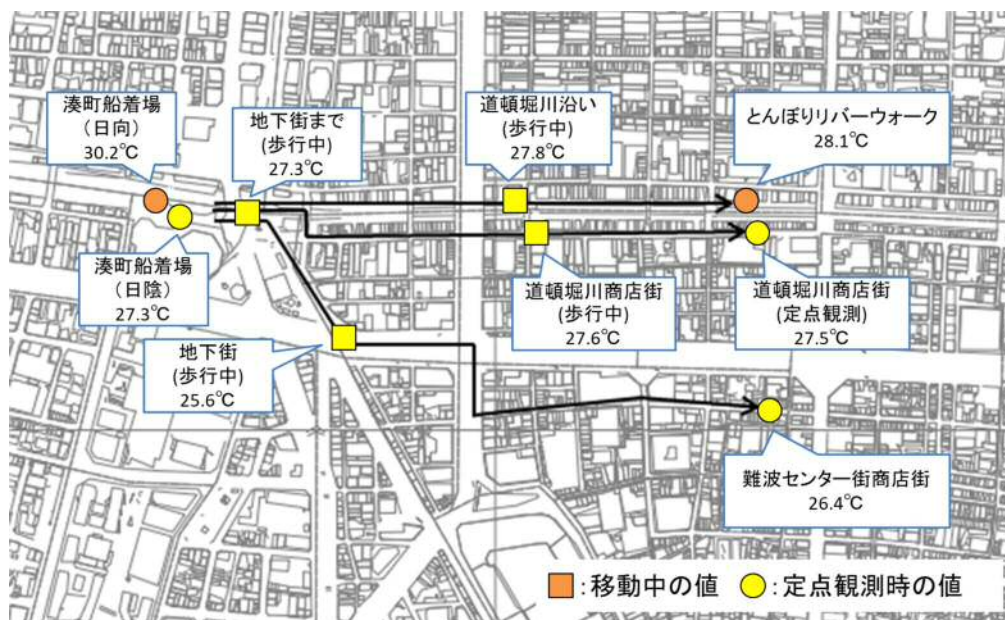 湊町船着場
（日向）
30.2℃
地下街まで
(歩行中)
27.3℃
道頓堀川沿い
(歩行中)
27.8℃
とんぼりリバーウォーク
28.1℃
湊町船着場
（日陰）
27.3℃
道頓堀川商店街
(歩行中)
27.6℃
道頓堀川商店街
(定点観測)
27.5℃
地下街
(歩行中)
25.6℃
難波センター街商店街
26.4℃
:移動中の値
:定点観測時の値